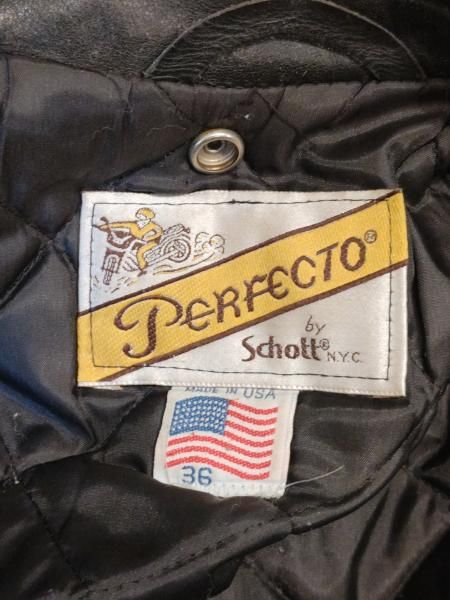 PERFECTO®
by
Schott® N.Y.C.
MADE IN USA
36